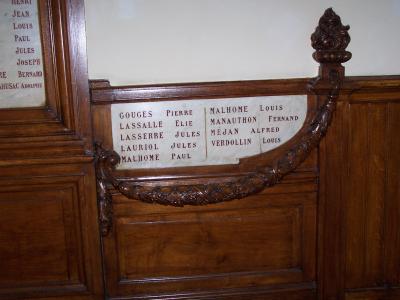 HENRI
JEAN
LOUIS
PAUL
JULES
JOSEPH
BERNARD
ADOLPHE
GOUGES PIERRE
LASSALLE ELIE
LASSERRE JULES
LAURIOL JULES
MALHOME PAUL
MALHOME LOUIS
MANAUTHON FERNAND
MÉJAN ALFRED
VERDOLLIN LOUIS